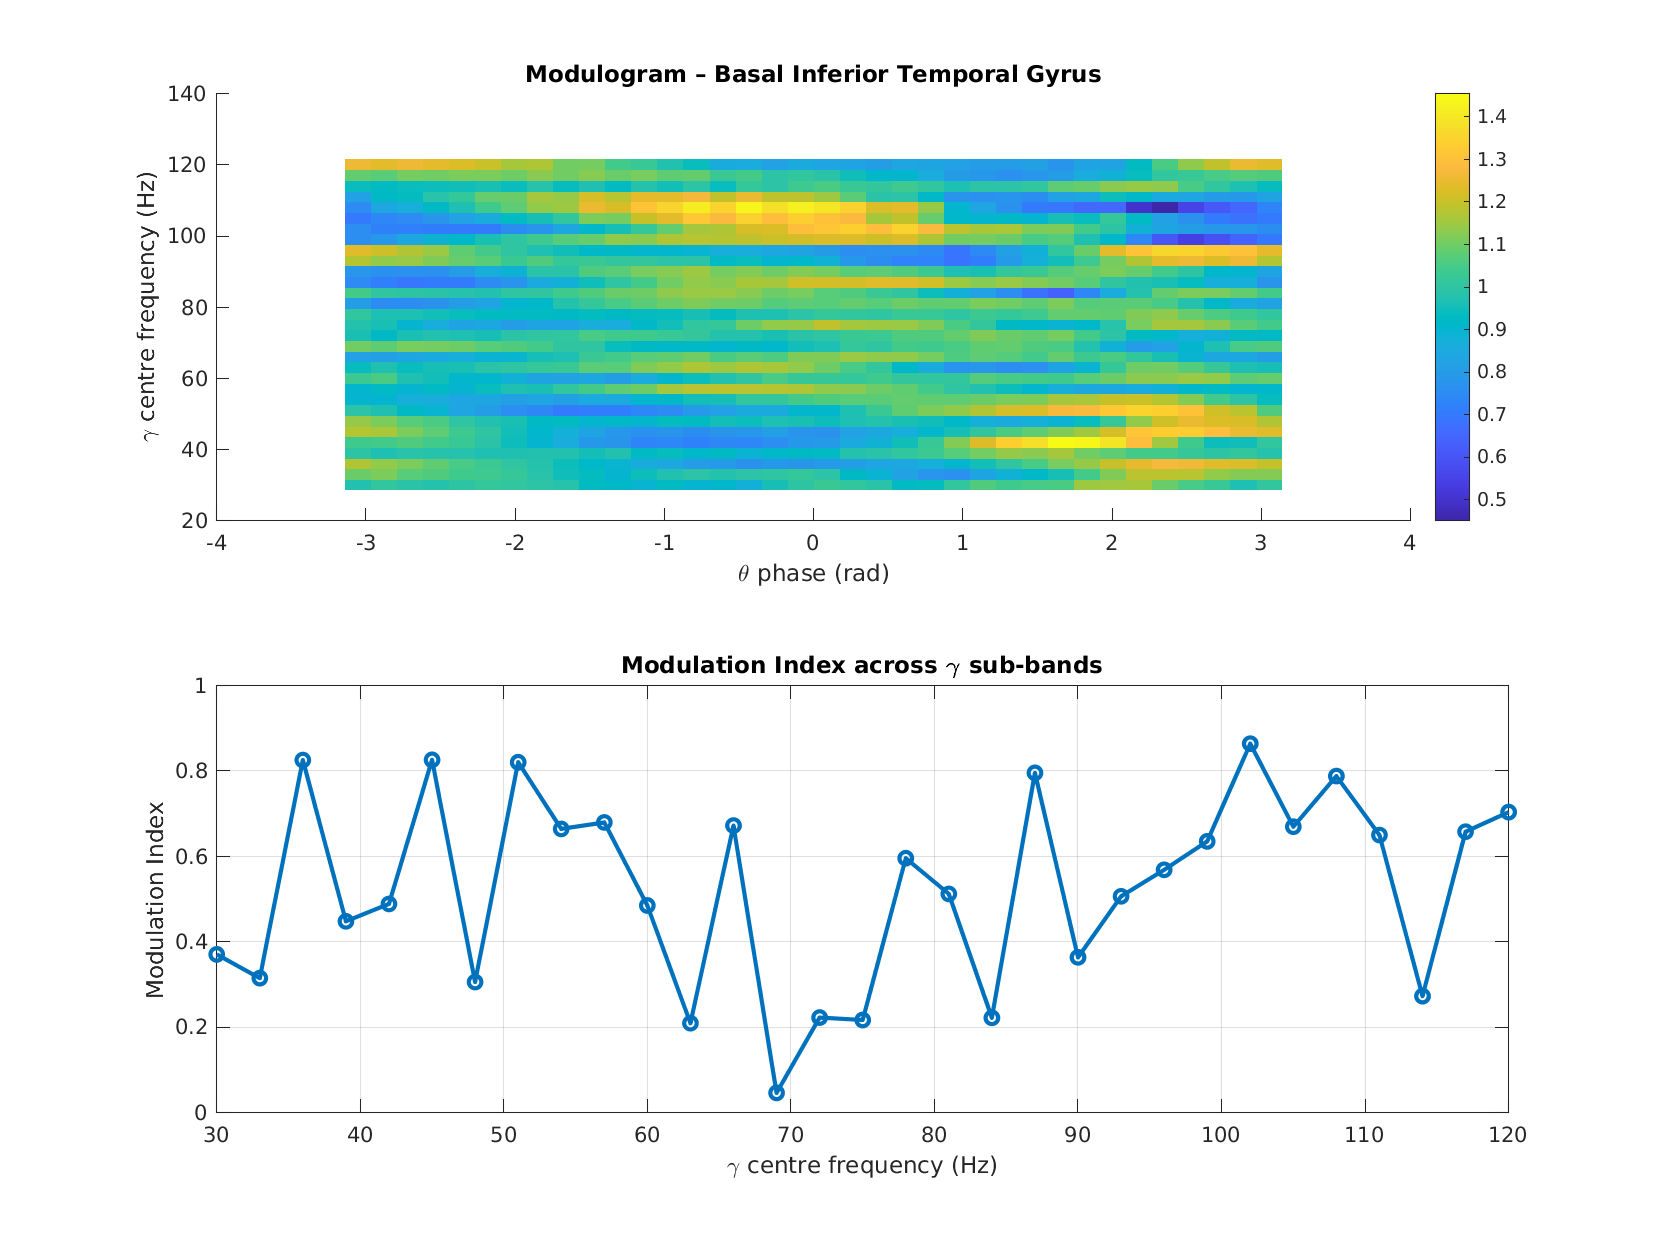 Modulogram – Basal Inferior Temporal Gyrus
140
120
100
80
60
40
20
γ centre frequency (Hz)
-4 -3 -2 -1 0 1 2 3 4
θ phase (rad)
1.4
1.3
1.2
1.1
1
0.9
0.8
0.7
0.6
0.5
Modulation Index across γ sub-bands
1
0.8
0.6
0.4
0.2
0
Modulation Index
30 40 50 60 70 80 90 100 110 120
γ centre frequency (Hz)